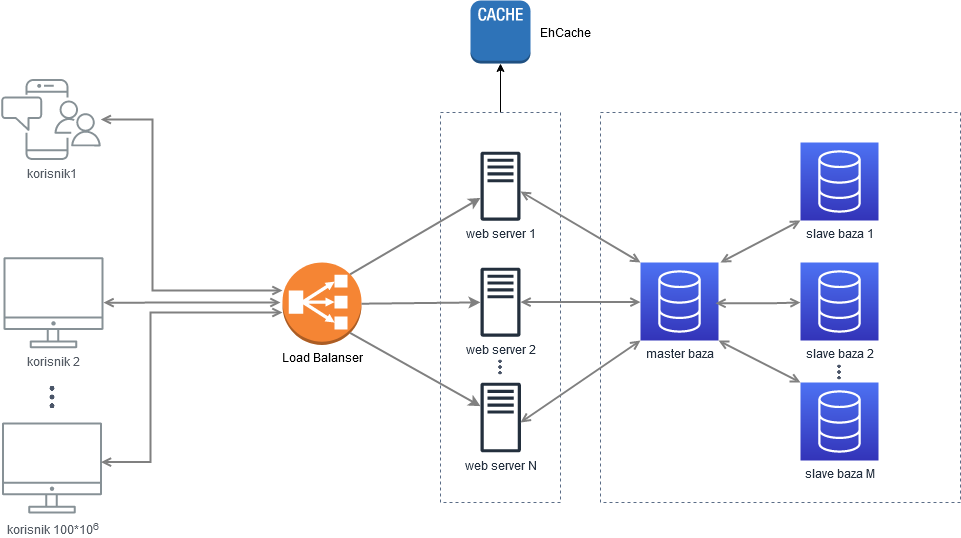 CACHE
EhCache
korisnik1
korisnik 2
korisnik 100*10⁶
Load Balanser
web server 1
web server 2
web server N
master baza
slave baza 1
slave baza 2
slave baza M